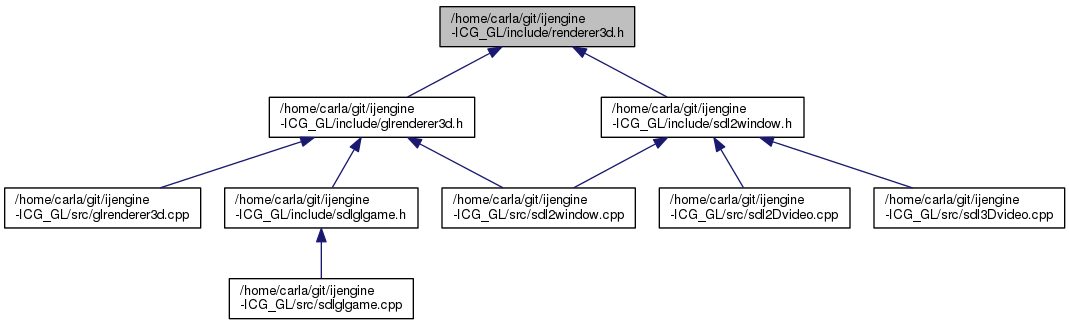 /home/carla/git/ijengine
-ICG_GL/include/renderer3d.h
/home/carla/git/ijengine
-ICG_GL/include/glrenderer3d.h
/home/carla/git/ijengine
-ICG_GL/include/sdl2window.h
/home/carla/git/ijengine
-ICG_GL/src/glrenderer3d.cpp
/home/carla/git/ijengine
-ICG_GL/include/sdlglgame.h
/home/carla/git/ijengine
-ICG_GL/src/sdl2window.cpp
/home/carla/git/ijengine
-ICG_GL/src/sdl2Dvideo.cpp
/home/carla/git/ijengine
-ICG_GL/src/sdl3Dvideo.cpp
/home/carla/git/ijengine
-ICG_GL/src/sdlglgame.cpp